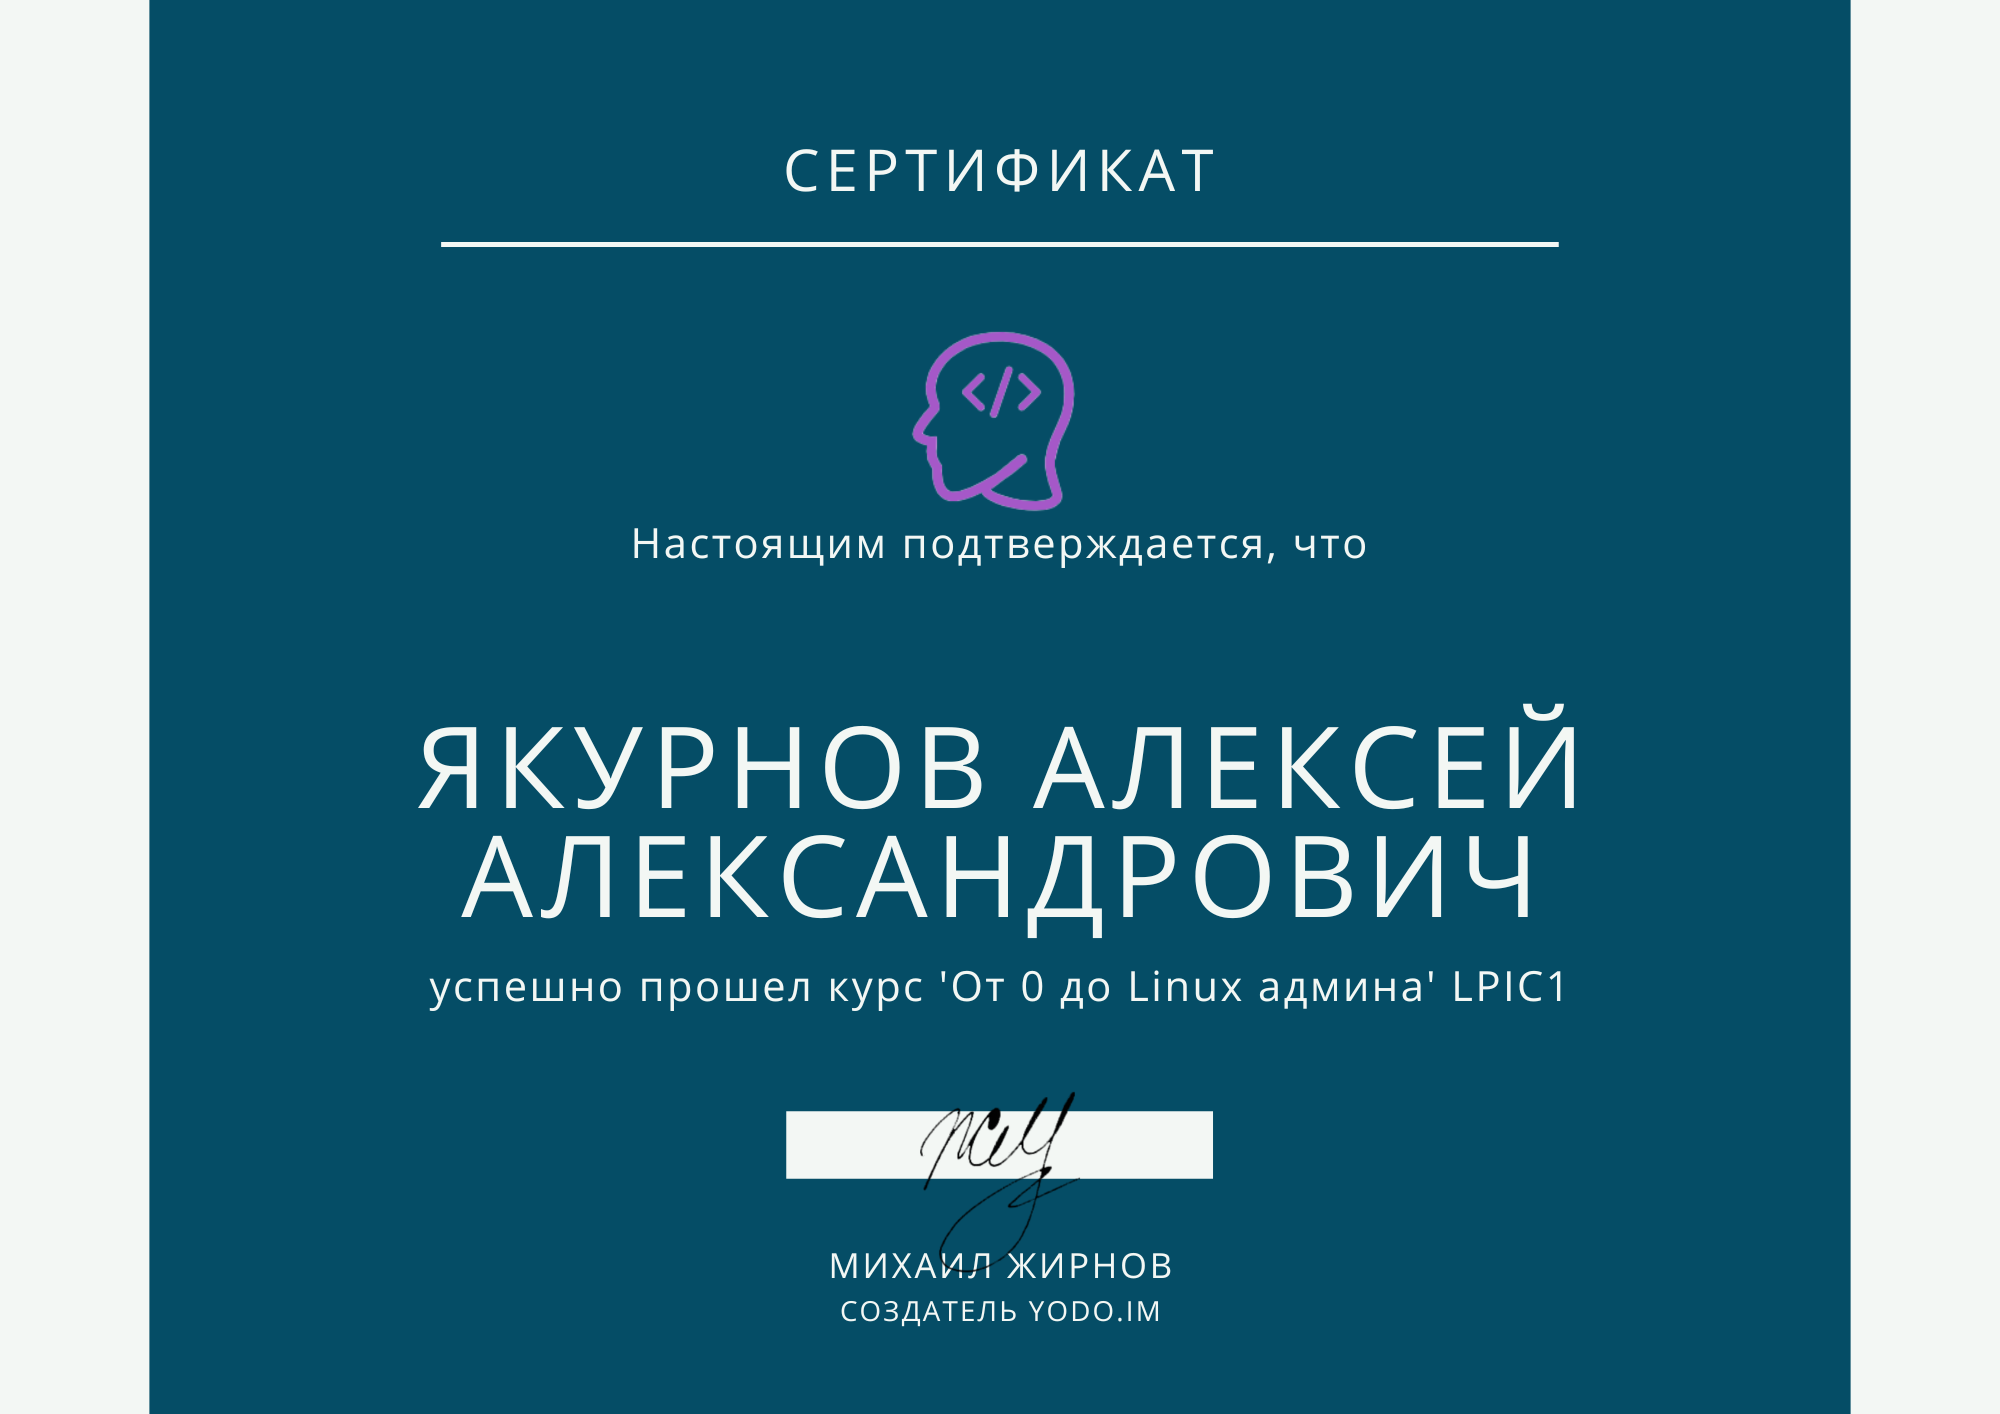 СЕРТИФИКАТ
</>
Настоящим подтверждается, что
ЯКУРНОВ АЛЕКСЕЙ
АЛЕКСАНДРОВИЧ
успешно прошел курс 'От 0 до Linux админа' LPIC1
МИХАИЛ ЖИРНОВ
СОЗДАТЕЛЬ YODO.IM